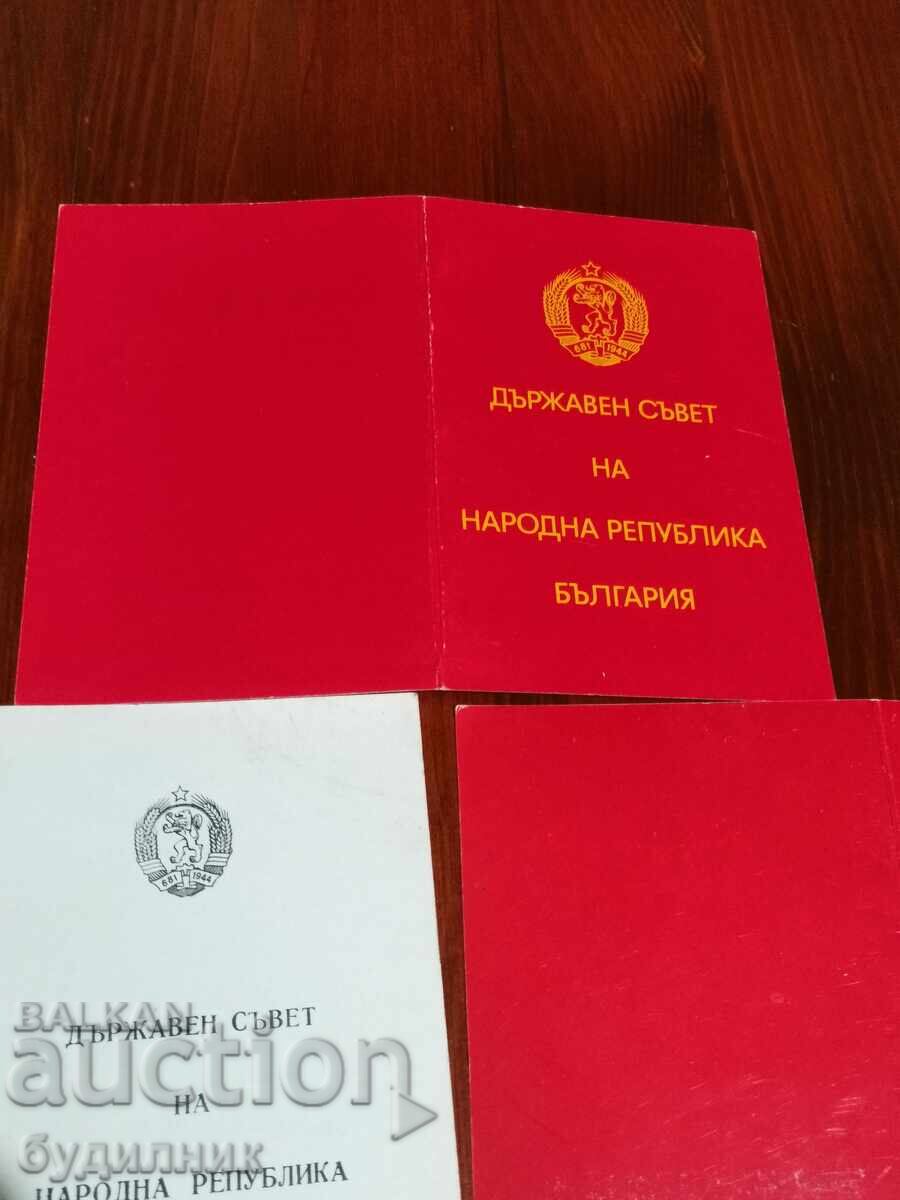 681 1944
ДЪРЖАВЕН СЪВЕТ
НА
НАРОДНА РЕПУБЛИКА
БЪЛГАРИЯ
681 1944
ДЪРЖАВЕН СЪВЕТ
НА
НАРОДНА РЕПУБЛИКА
BALKAN
auction
будилник